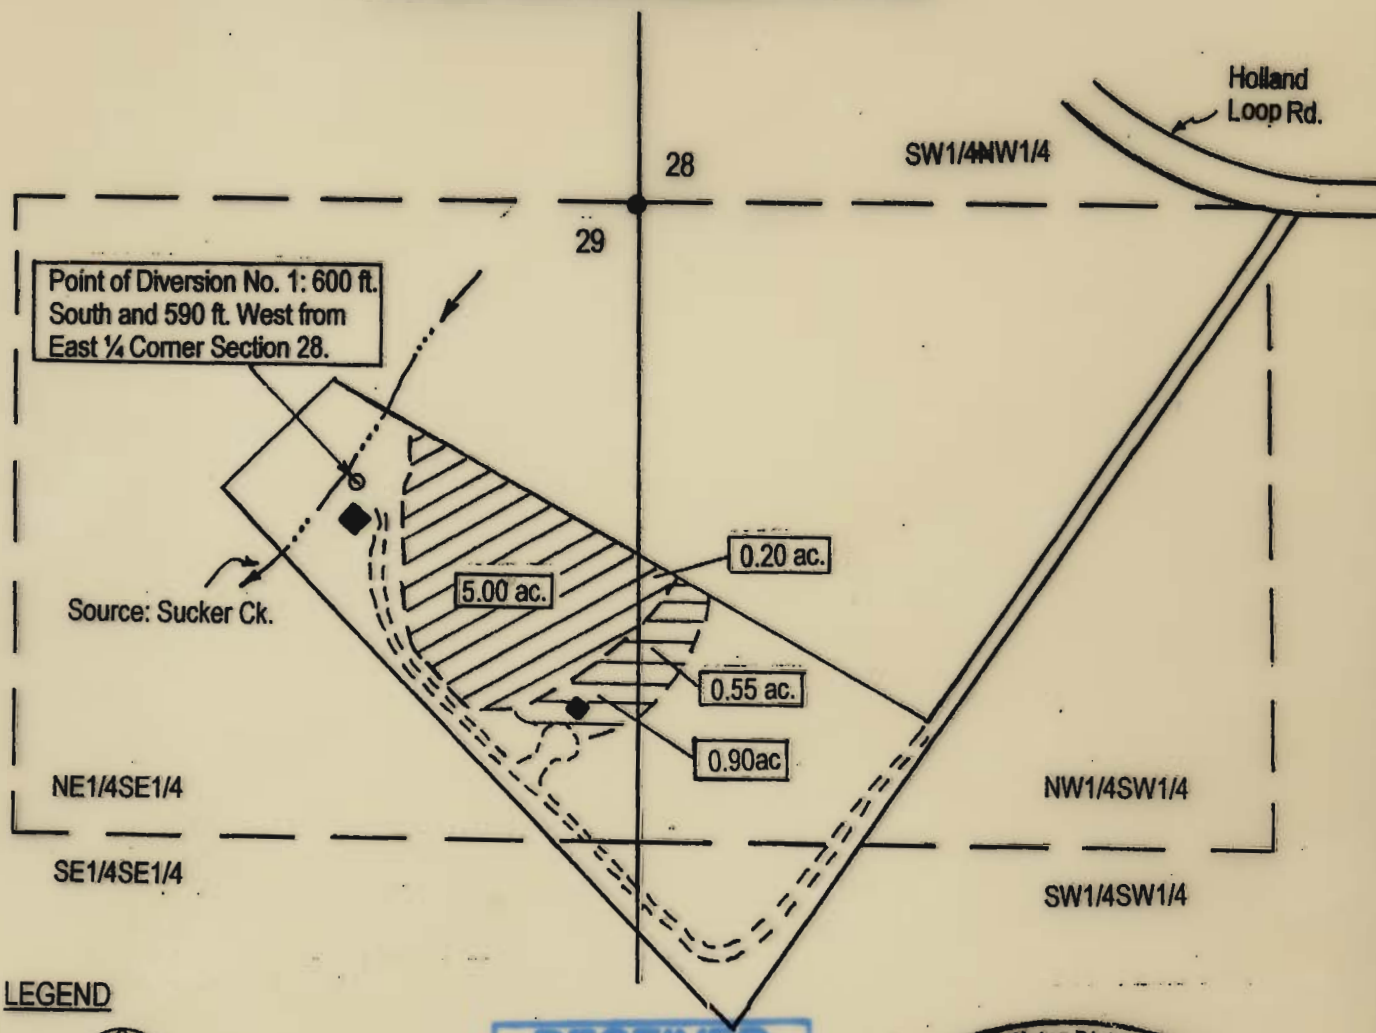 Holland
Loop Rd.
SW1/4NW1/4
28
29
Point of Diversion No. 1: 600 ft.
South and 590 ft. West from
East ¼ Corner Section 28.
0.20 ac.
5.00 ac.
Source: Sucker Ck.
0.55 ac.
0.90ac
NE1/4SE1/4
NW1/4SW1/4
SE1/4SE1/4
SW1/4SW1/4
LEGEND